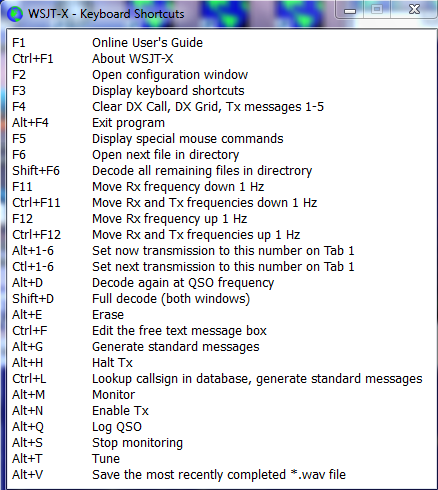 WSJT-X - Keyboard Shortcuts
F1 Online User's Guide
Ctrl+F1 About WSJT-X
F2 Open configuration window
F3 Display keyboard shortcuts
F4 Clear DX Call, DX Grid, Tx messages 1-5
Alt+F4 Exit program
F5 Display special mouse commands
F6 Open next file in directory
Shift+F6 Decode all remaining files in directrory
F11 Move Rx frequency down 1 Hz
Ctrl+F11 Move Rx and Tx frequencies down 1 Hz
F12 Move Rx frequency up 1 Hz
Ctrl+F12 Move Rx and Tx frequencies up 1 Hz
Alt+1-6 Set now transmission to this number on Tab 1
Ctl+1-6 Set next transmission to this number on Tab 1
Alt+D Decode again at QSO frequency
Shift+D Full decode (both windows)
Alt+E Erase
Ctrl+F Edit the free text message box
Alt+G Generate standard messages
Alt+H Halt Tx
Ctrl+L Lookup callsign in database, generate standard messages
Alt+M Monitor
Alt+N Enable Tx
Alt+Q Log QSO
Alt+S Stop monitoring
Alt+T Tune
Alt+V Save the most recently completed *.wav file